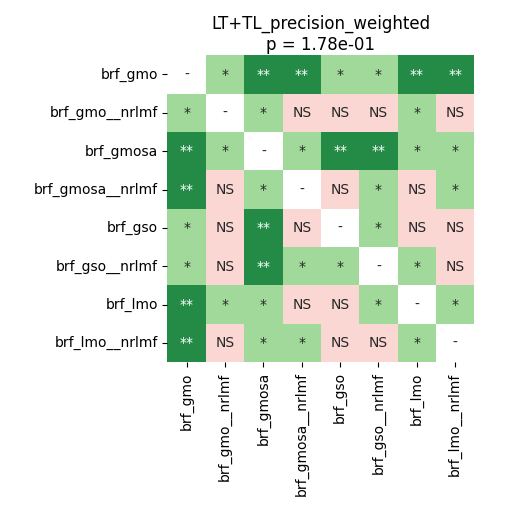 LT+TL_precision_weighted
p = 1.78e-01
brf_gmo - * ** ** * * ** **
brf_gmo__nrlmf * - * NS NS NS * NS
brf_gmosa ** * - * ** ** * *
brf_gmosa__nrlmf ** NS * - NS * NS *
brf_gso * NS ** NS - * NS NS
brf_gso__nrlmf * NS ** * * - * NS
brf_lmo ** * * NS NS * - *
brf_lmo__nrlmf ** NS * * NS NS * -
brf_gmo
brf_gmo__nrlmf
brf_gmosa
brf_gmosa__nrlmf
brf_gso
brf_gso__nrlmf
brf_lmo
brf_lmo__nrlmf